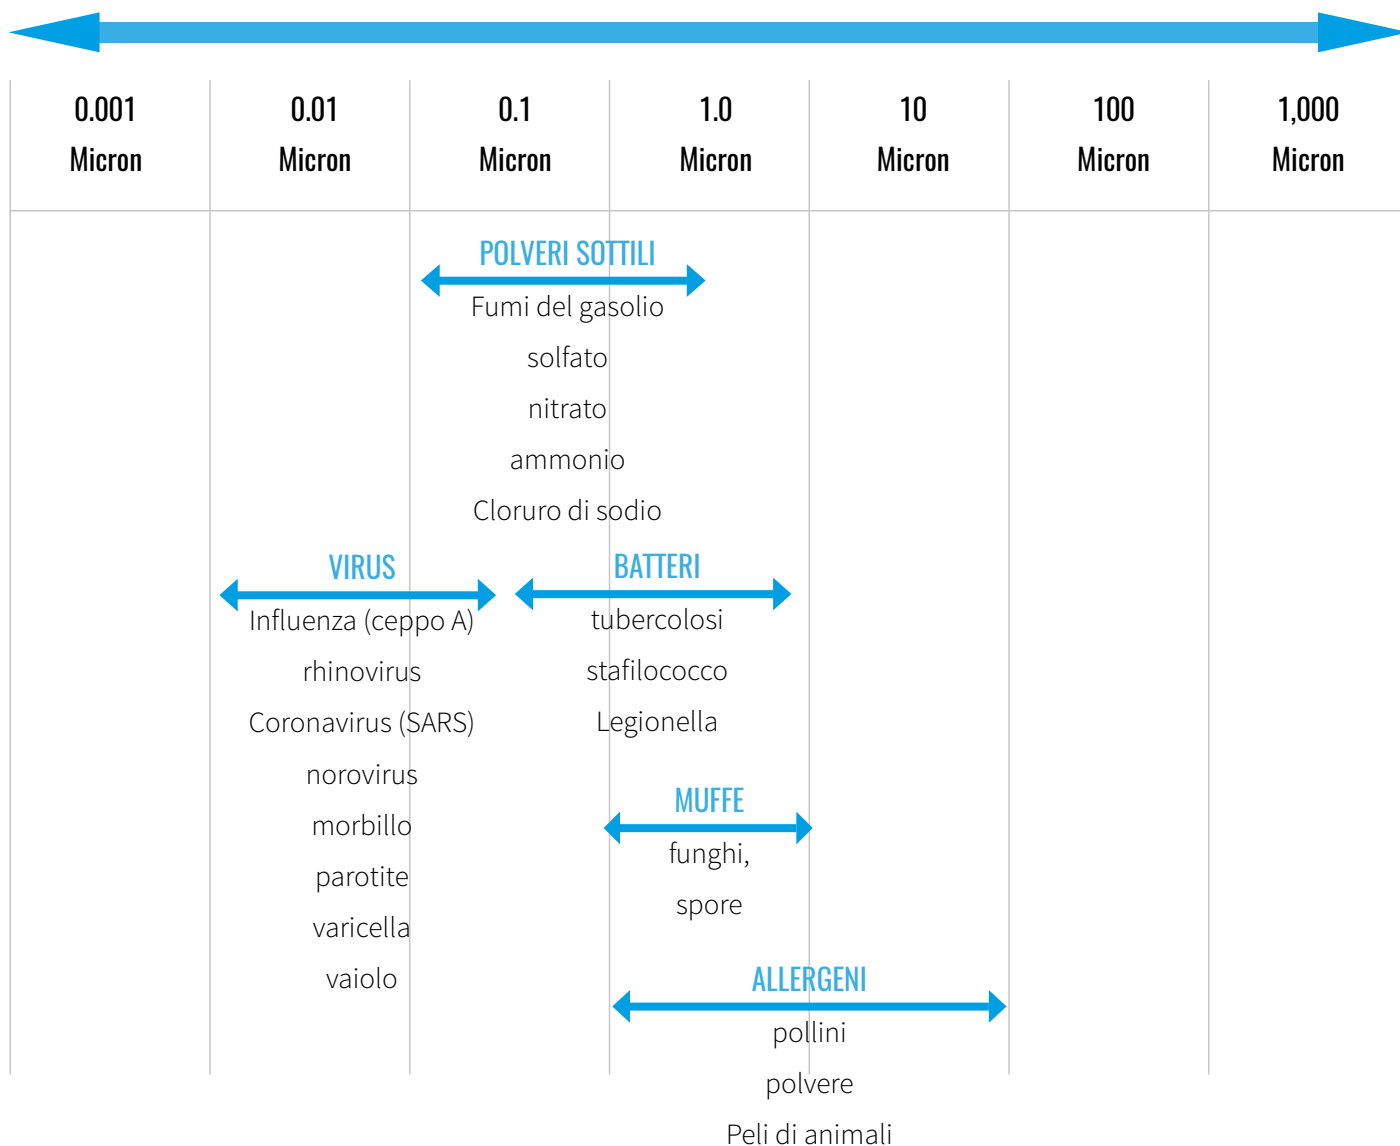 0.001
Micron
0.01
Micron
0.1
Micron
1.0
Micron
10
Micron
100
Micron
1,000
Micron
POLVERI SOTTILI
Fumi del gasolio
solfato
nitrato
ammonio
Cloruro di sodio
VIRUS
Influenza (ceppo A)
rhinovirus
Coronavirus (SARS)
norovirus
morbillo
parotite
varicella
vaiolo
BATTERI
tubercolosi
stafilococco
Legionella
MUFFE
funghi,
spore
ALLERGENI
pollini
polvere
Peli di animali